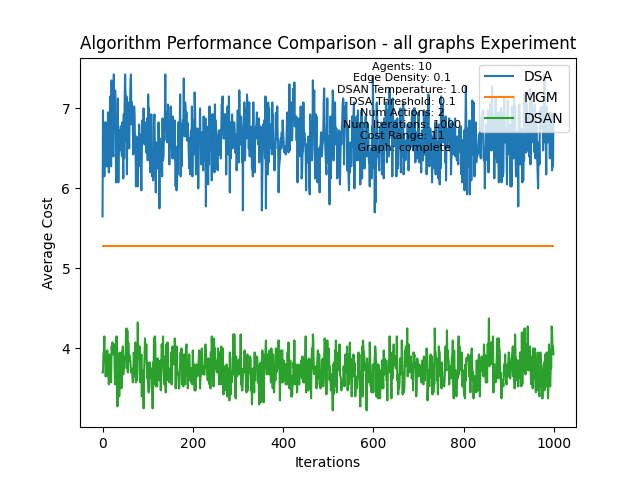 Algorithm Performance Comparison - all graphs Experiment
Agents: 10
Edge Density: 0.1
DSAN Temperature: 1.0
DSA Threshold: 0.1
Num Actions: 2
Num Iterations: 1000
Cost Range: 11
Graph: complete
DSA
MGM
DSAN
Average Cost
7
6
5
4
0
200
400
600
800
1000
Iterations